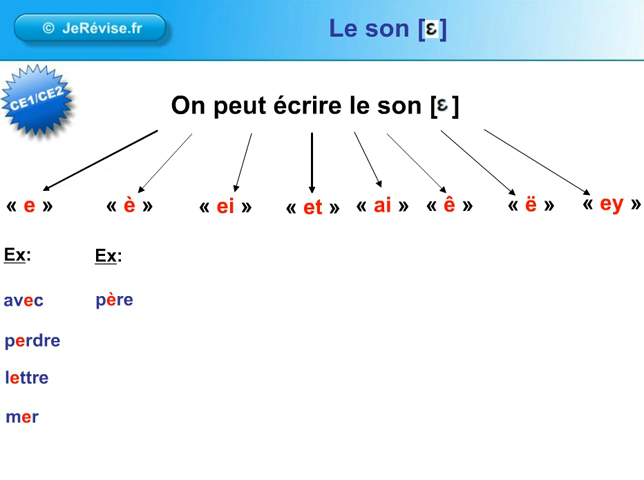 © JeRévise.fr
Le son [ε]
CE1/CE2
On peut écrire le son [ε]
« e » « è » « ei » « et » « ai » « ê » « ë » « ey »
Ex: Ex:
avec père
perdre
lettre
mer